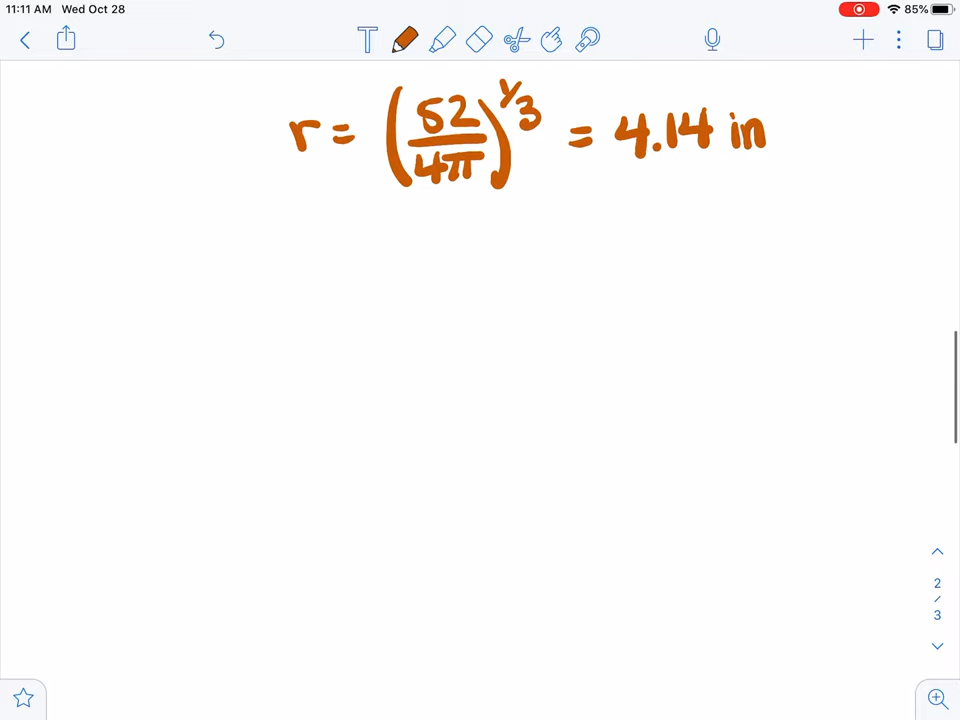 11:11 AM Wed Oct 28 85%
T
r = (52/4π)^1/3 = 4.14 in
2
/
3